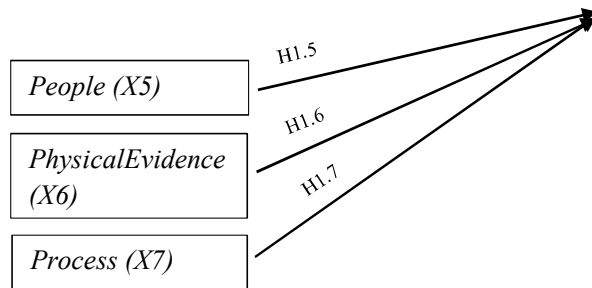 H1.5
People (X5)
H1.6
PhysicalEvidence
(X6)
H1.7
Process (X7)